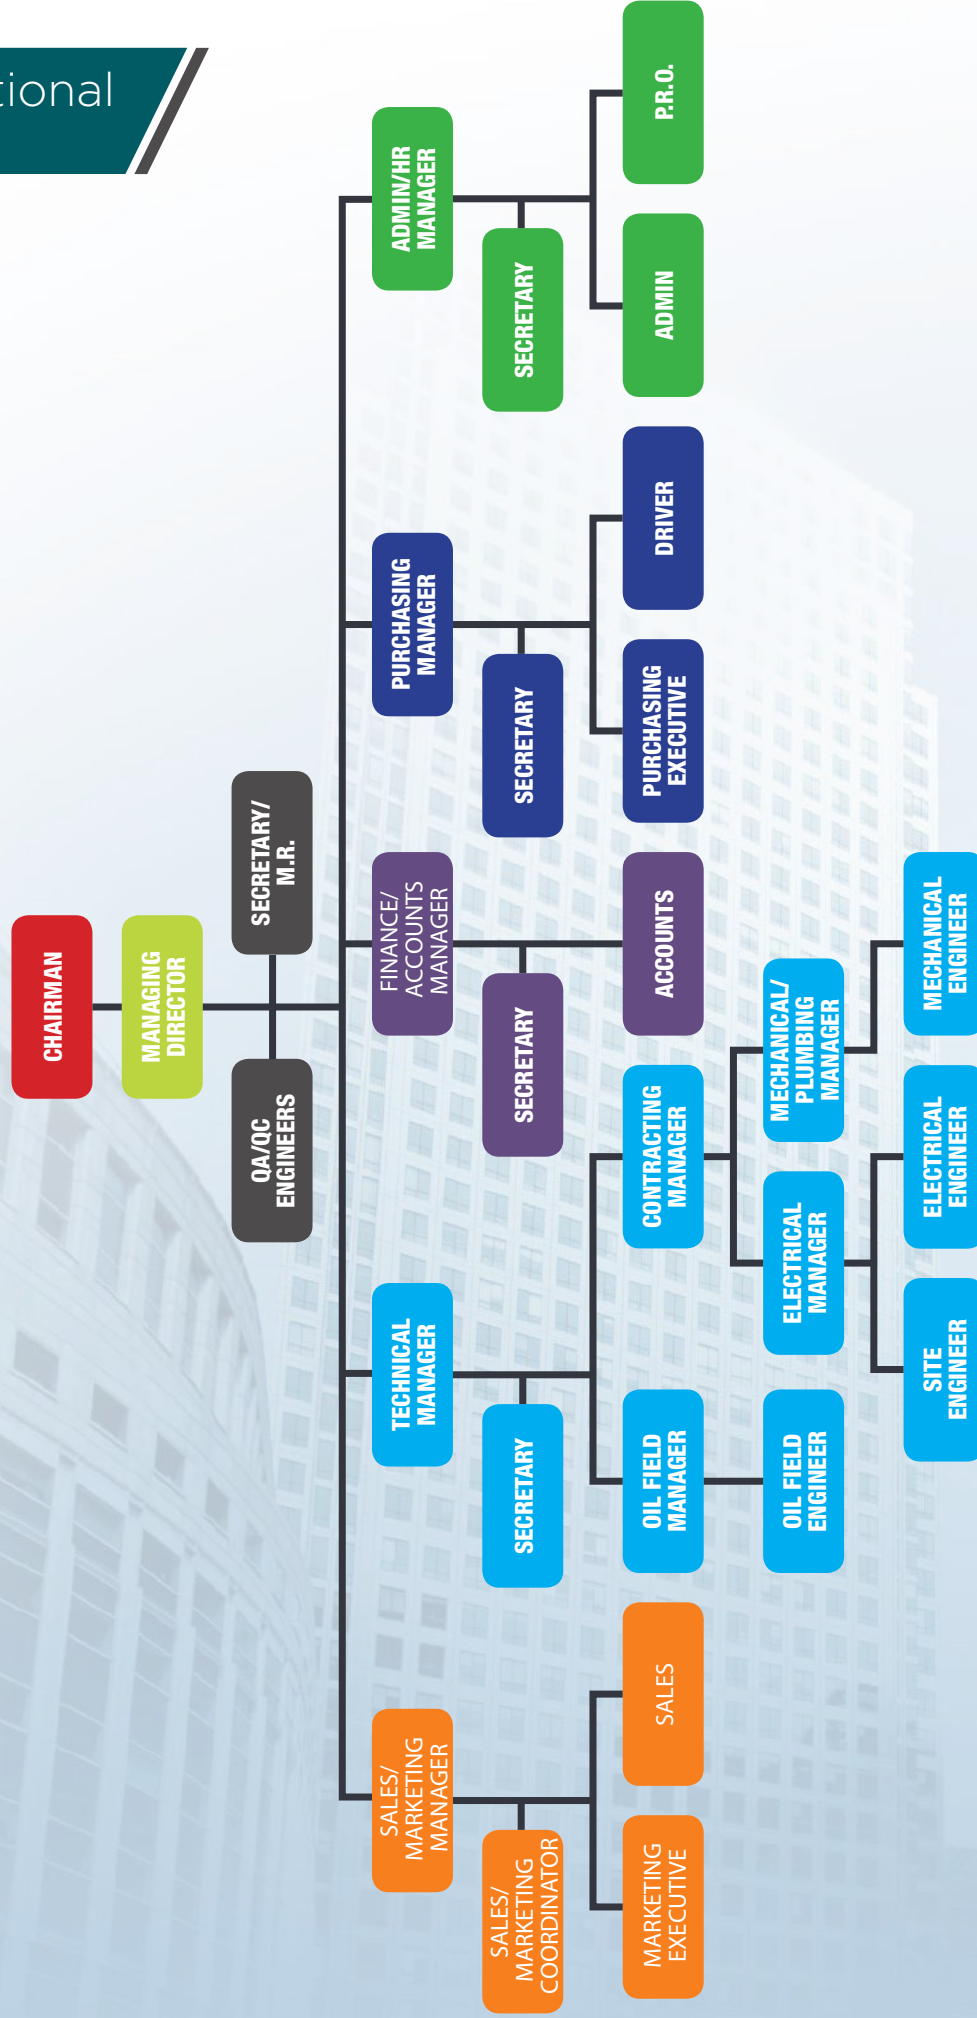 tional
CHAIRMAN
MANAGING
DIRECTOR
QA/QC
ENGINEERS
SECRETARY/
M.R.
SALES/
MARKETING
MANAGER
TECHNICAL
MANAGER
FINANCE/
ACCOUNTS
MANAGER
PURCHASING
MANAGER
ADMIN/HR
MANAGER
SALES/
MARKETING
COORDINATOR
SECRETARY
SECRETARY
SECRETARY
SECRETARY
MARKETING
EXECUTIVE
SALES
OIL FIELD
MANAGER
CONTRACTING
MANAGER
ACCOUNTS
PURCHASING
EXECUTIVE
DRIVER
ADMIN
P.R.O.
OIL FIELD
ENGINEER
ELECTRICAL
MANAGER
MECHANICAL/
PLUMBING
MANAGER
SITE
ENGINEER
ELECTRICAL
ENGINEER
MECHANICAL
ENGINEER